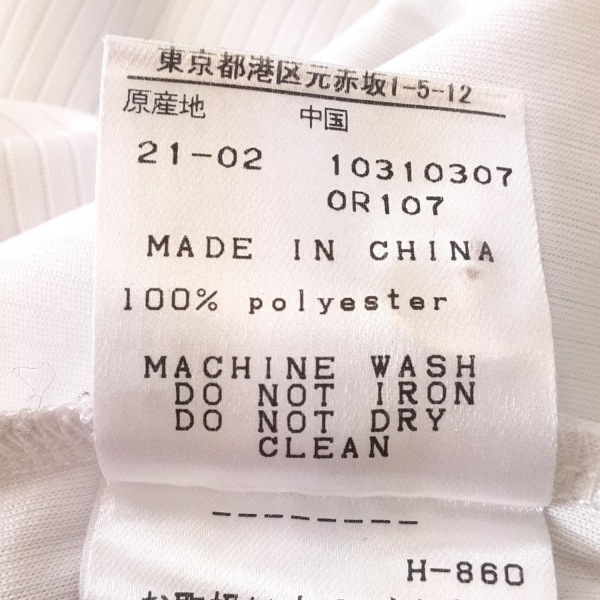 東京都港区元赤坂1-5-12
原産地 中国
21-02 10310307
0R107
MADE IN CHINA
100% polyester
MACHINE WASH
DO NOT IRON
DO NOT DRY
CLEAN
--------
H-860